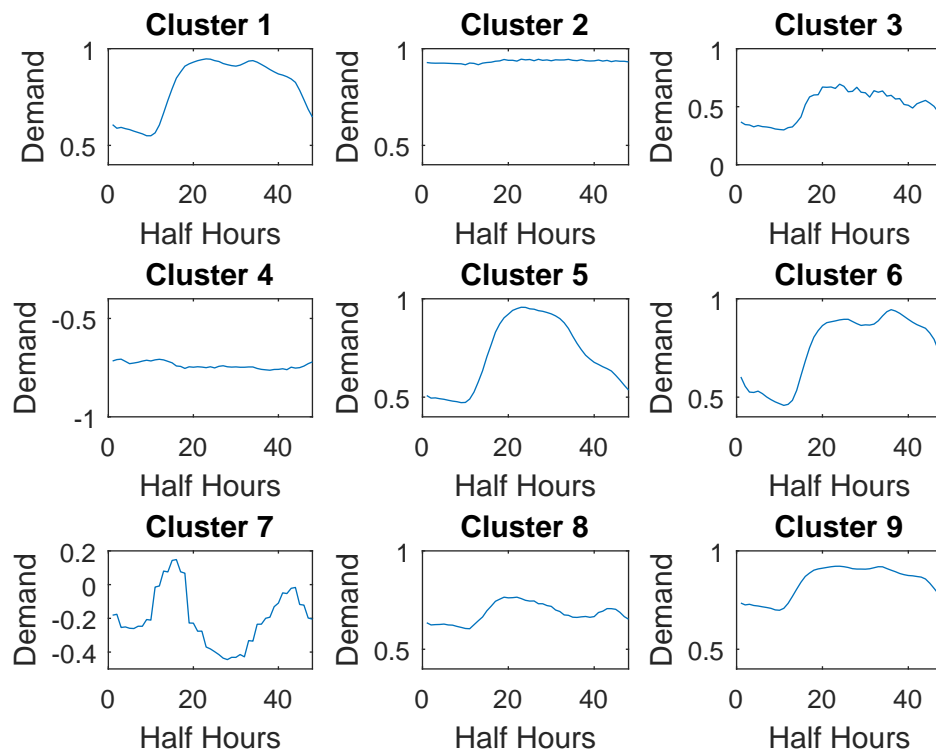 Cluster 1
1
0.5
Demand
0 20 40
Half Hours
Cluster 2
1
0.5
Demand
0 20 40
Half Hours
Cluster 3
1
0.5
0
Demand
0 20 40
Half Hours
Cluster 4
-0.5
-1
Demand
0 20 40
Half Hours
Cluster 5
1
0.5
Demand
0 20 40
Half Hours
Cluster 6
1
0.5
Demand
0 20 40
Half Hours
Cluster 7
0.2
0
-0.2
-0.4
Demand
0 20 40
Half Hours
Cluster 8
1
0.5
Demand
0 20 40
Half Hours
Cluster 9
1
0.5
Demand
0 20 40
Half Hours